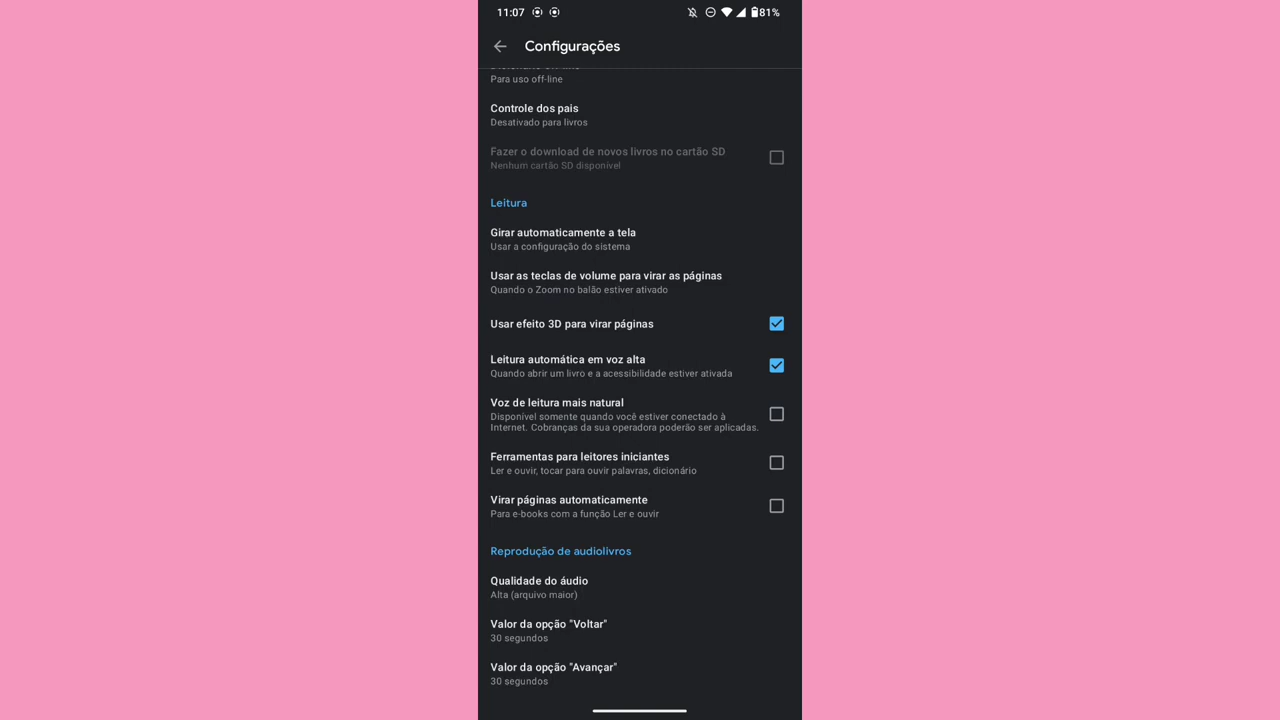 11:07
81%
Configurações
Para uso off-line
Controle dos pais
Desativado para livros
Fazer o download de novos livros no cartão SD
Nenhum cartão SD disponível
Leitura
Girar automaticamente a tela
Usar a configuração do sistema
Usar as teclas de volume para virar as páginas
Quando o Zoom no balão estiver ativado
Usar efeito 3D para virar páginas
Leitura automática em voz alta
Quando abrir um livro e a acessibilidade estiver ativada
Voz de leitura mais natural
Disponível somente quando você estiver conectado à
Internet. Cobranças da sua operadora poderão ser aplicadas.
Ferramentas para leitores iniciantes
Ler e ouvir, tocar para ouvir palavras, dicionário
Virar páginas automaticamente
Para e-books com a função Ler e ouvir
Reprodução de audiolivros
Qualidade do áudio
Alta (arquivo maior)
Valor da opção "Voltar"
30 segundos
Valor da opção "Avançar"
30 segundos